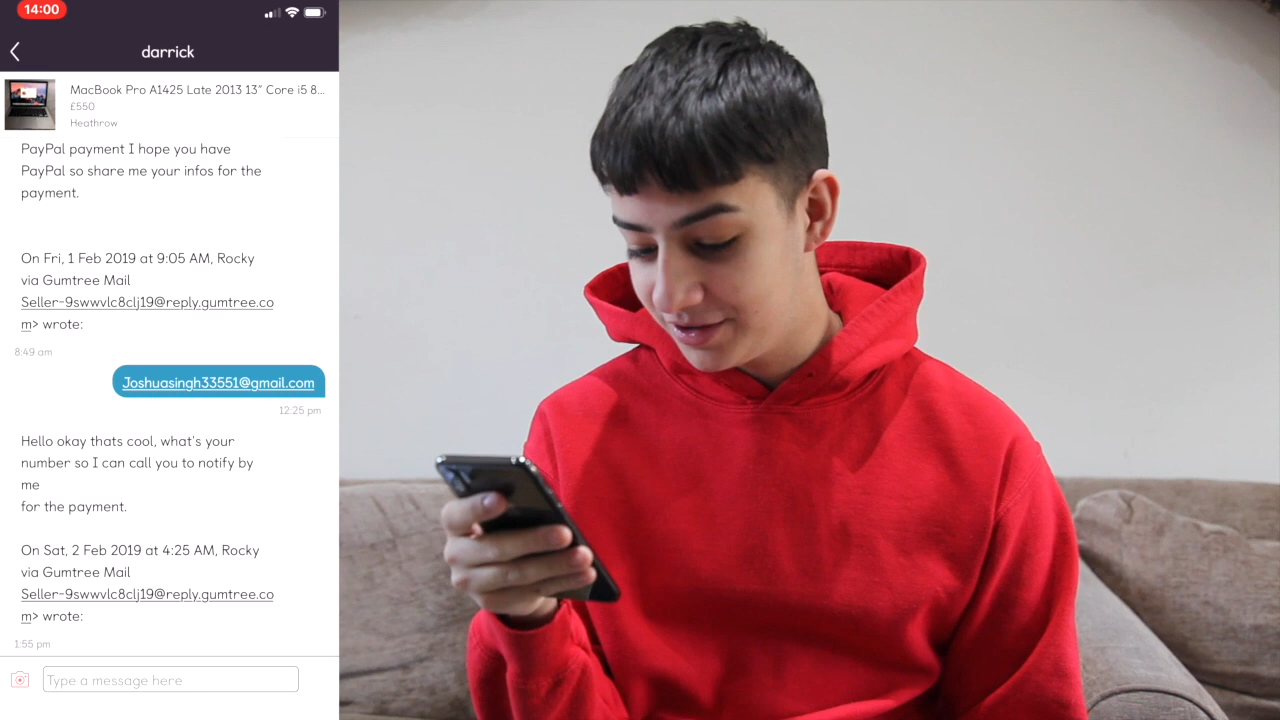 14:00
darrick
MacBook Pro A1425 Late 2013 13" Core i5 8...
£550
Heathrow
PayPal payment I hope you have
PayPal so share me your infos for the
payment.
On Fri, 1 Feb 2019 at 9:05 AM, Rocky
via Gumtree Mail
Seller-9swwvlc8clj19@reply.gumtree.co
m> wrote:
8:49 am
Joshuasingh33551@gmail.com
12:25 pm
Hello okay thats cool, what's your
number so I can call you to notify by
me
for the payment.
On Sat, 2 Feb 2019 at 4:25 AM, Rocky
via Gumtree Mail
Seller-9swwvlc8clj19@reply.gumtree.co
m> wrote:
1:55 pm
Type a message here